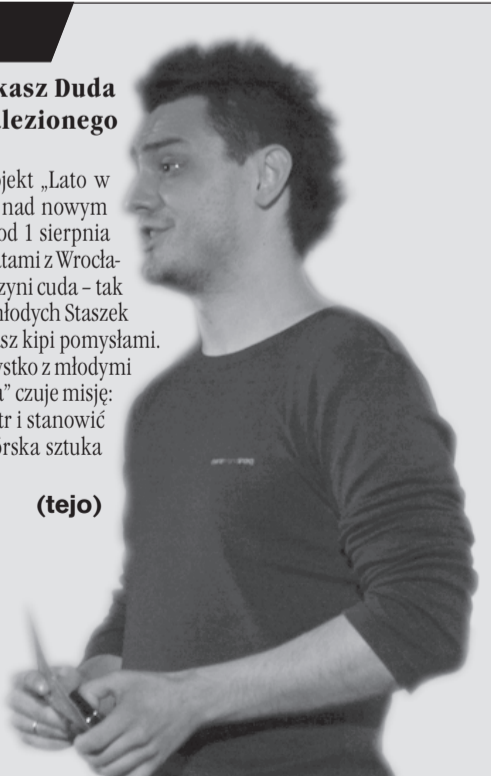 kasz Duda
lezionego
jekt „Lato w
nad nowym
od 1 sierpnia
tami z Wrocła-
zyni cuda – tak
młodych Staszek
sz kipi pomysłami.
ystko z młodymi
a” czuje misję:
tr i stanowić
órska sztuka
(tejo)